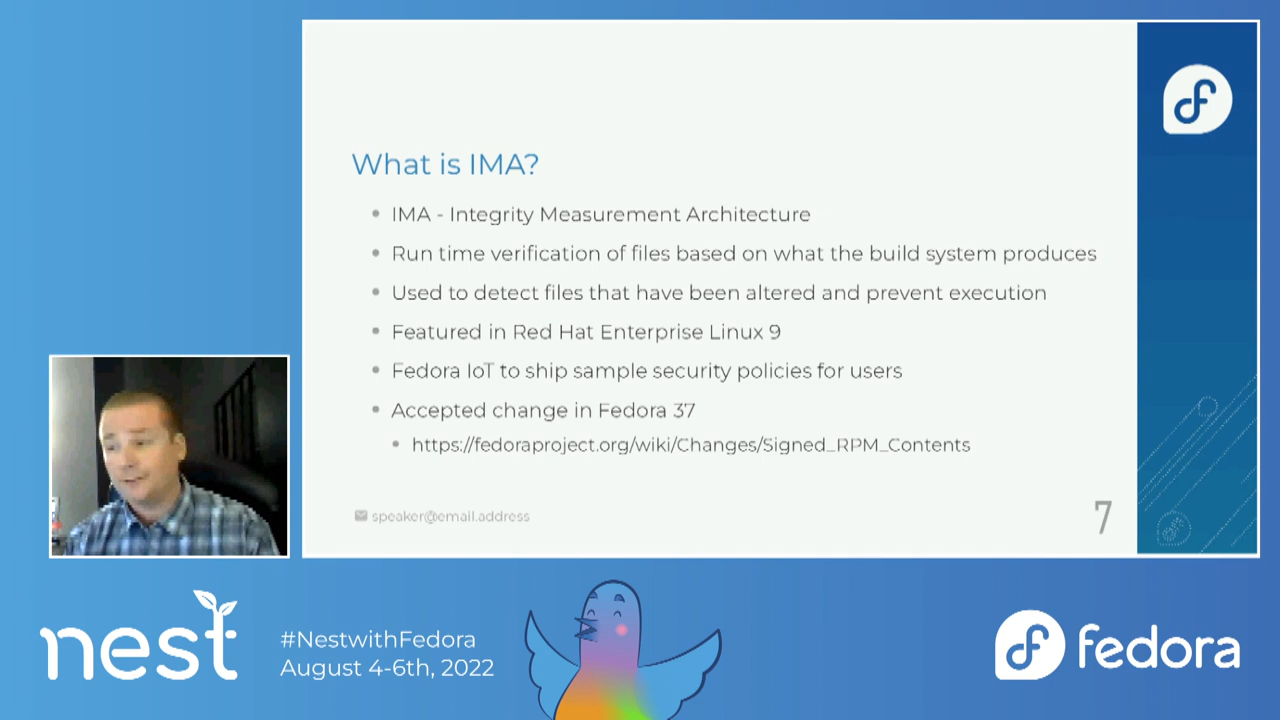 What is IMA?
IMA - Integrity Measurement Architecture
Run time verification of files based on what the build system produces
Used to detect files that have been altered and prevent execution
Featured in Red Hat Enterprise Linux 9
Fedora IoT to ship sample security policies for users
Accepted change in Fedora 37
https://fedoraproject.org/wiki/Changes/Signed_RPM_Contents
speaker@email.address
7
nest
#NestwithFedora
August 4-6th, 2022
fedora